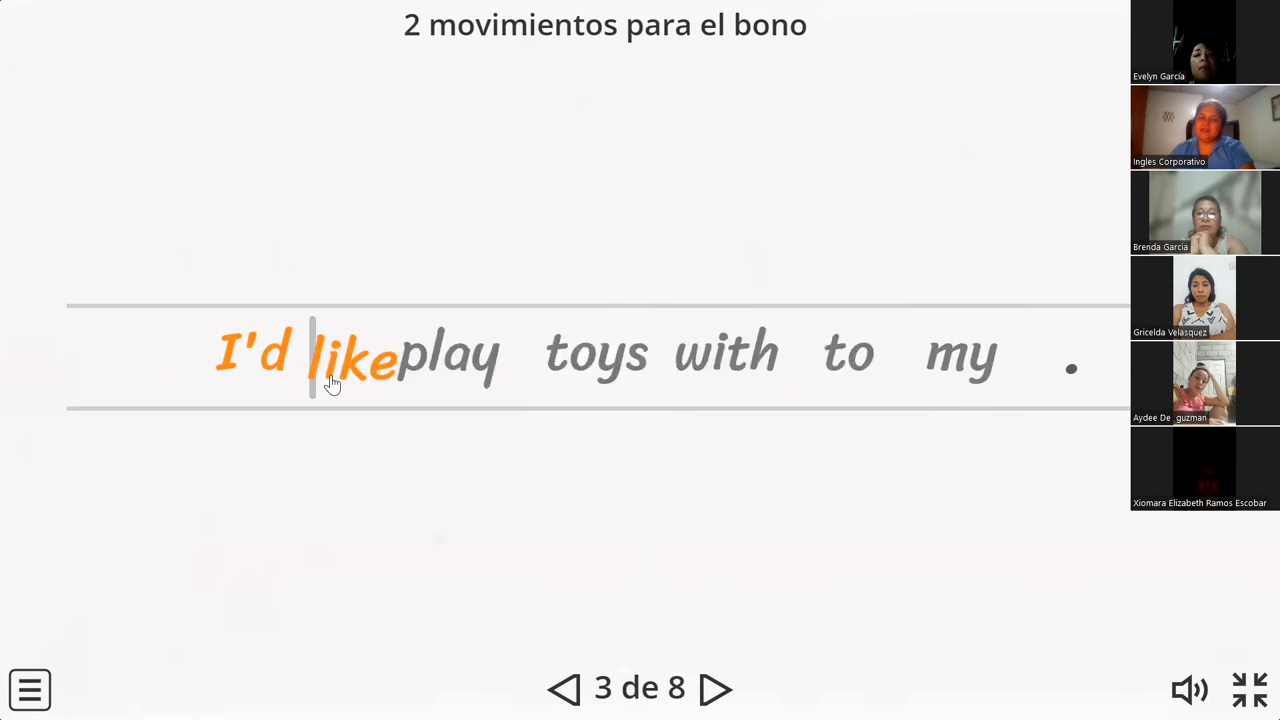 2 movimientos para el bono
Evelyn García
Ingles Corporativo
Brenda Garcia
Gricelda Velasquez
I'd like play toys with to my .
Aydee De guzman
Xiomara Elizabeth Ramos Escobar
3 de 8